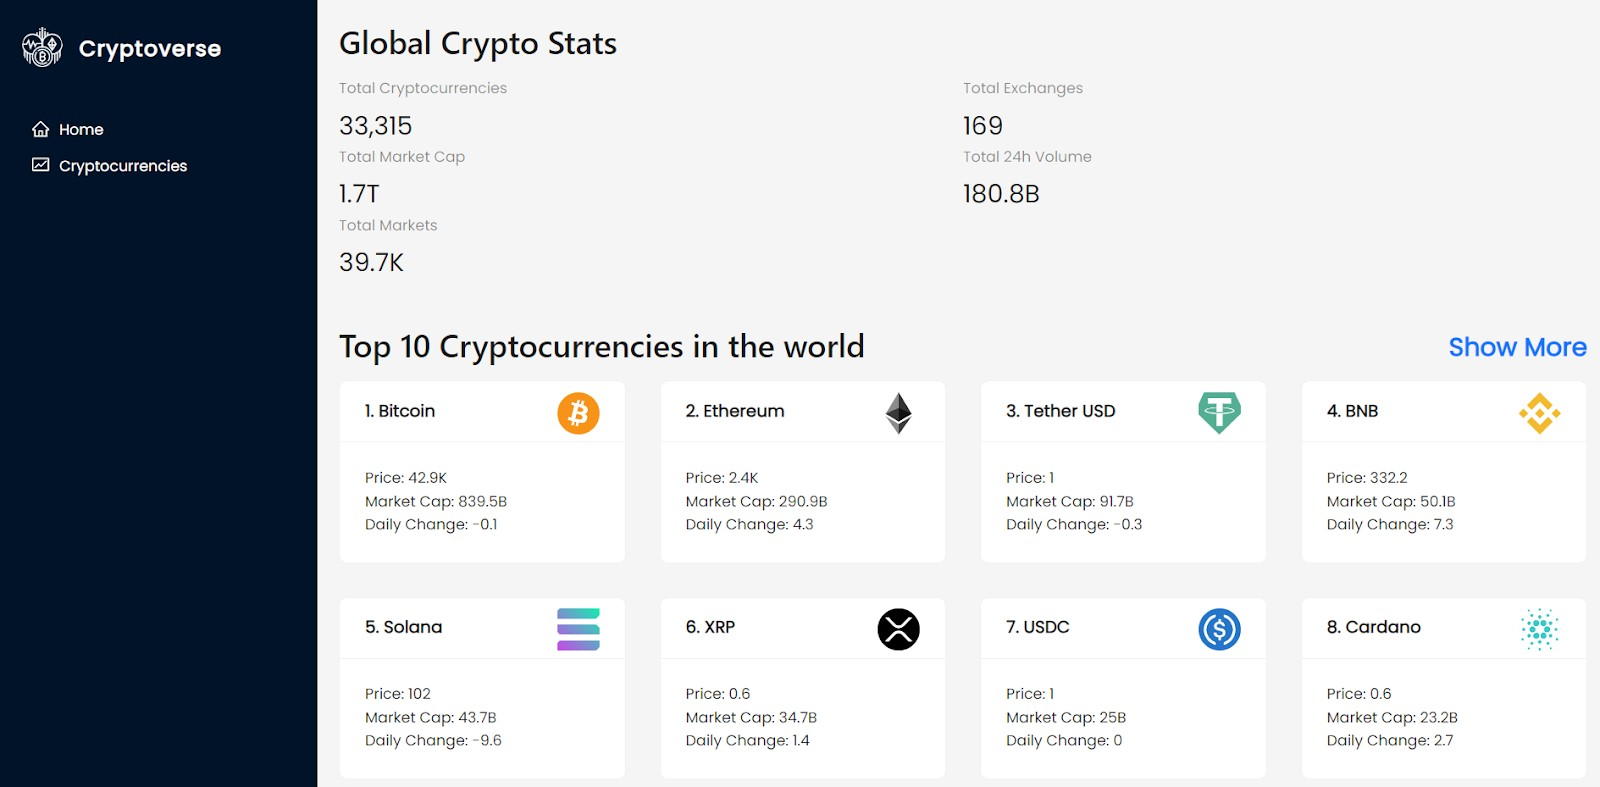 Cryptoverse
Home
Cryptocurrencies
Global Crypto Stats
Total Cryptocurrencies
33,315
Total Exchanges
169
Total Market Cap
1.7T
Total 24h Volume
180.8B
Total Markets
39.7K
Top 10 Cryptocurrencies in the world
Show More
1. Bitcoin
Price: 42.9K
Market Cap: 839.5B
Daily Change: -0.1
2. Ethereum
Price: 2.4K
Market Cap: 290.9B
Daily Change: 4.3
3. Tether USD
Price: 1
Market Cap: 91.7B
Daily Change: -0.3
4. BNB
Price: 332.2
Market Cap: 50.1B
Daily Change: 7.3
5. Solana
Price: 102
Market Cap: 43.7B
Daily Change: -9.6
6. XRP
Price: 0.6
Market Cap: 34.7B
Daily Change: 1.4
7. USDC
Price: 1
Market Cap: 25B
Daily Change: 0
8. Cardano
Price: 0.6
Market Cap: 23.2B
Daily Change: 2.7